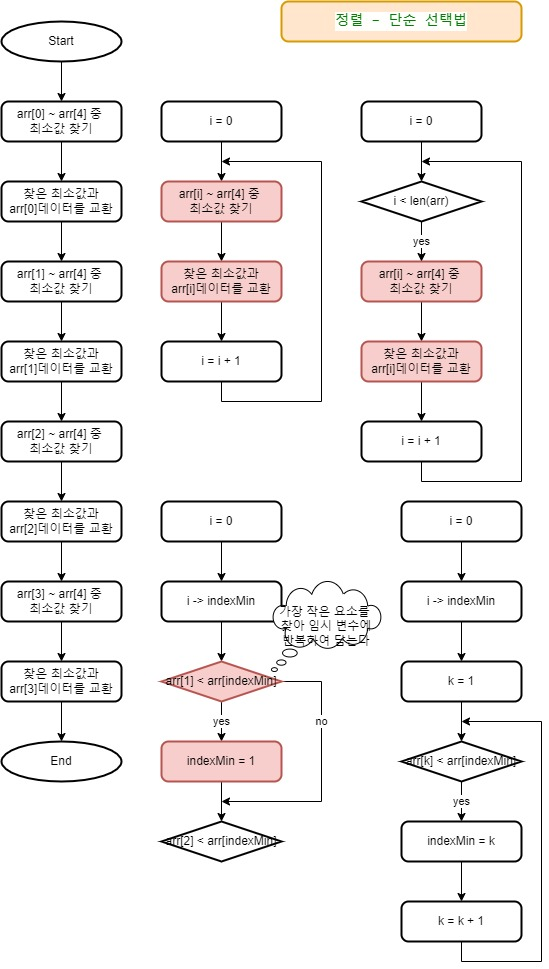 정렬 - 단순 선택법
Start
arr[0] ~ arr[4] 중
최소값 찾기
찾은 최소값과
arr[0]데이터를 교환
arr[1] ~ arr[4] 중
최소값 찾기
찾은 최소값과
arr[1]데이터를 교환
arr[2] ~ arr[4] 중
최소값 찾기
찾은 최소값과
arr[2]데이터를 교환
arr[3] ~ arr[4] 중
최소값 찾기
찾은 최소값과
arr[3]데이터를 교환
End
i = 0
arr[i] ~ arr[4] 중
최소값 찾기
찾은 최소값과
arr[i]데이터를 교환
i = i + 1
i = 0
i < len(arr)
yes
arr[i] ~ arr[4] 중
최소값 찾기
찾은 최소값과
arr[i]데이터를 교환
i = i + 1
i = 0
i -> indexMin
가장 작은 요소를
찾아 임시 변수에
반복하여 담는다
arr[1] < arr[indexMin]
yes
no
indexMin = 1
arr[2] < arr[indexMin]
i = 0
i -> indexMin
k = 1
arr[k] < arr[indexMin]
yes
indexMin = k
k = k + 1